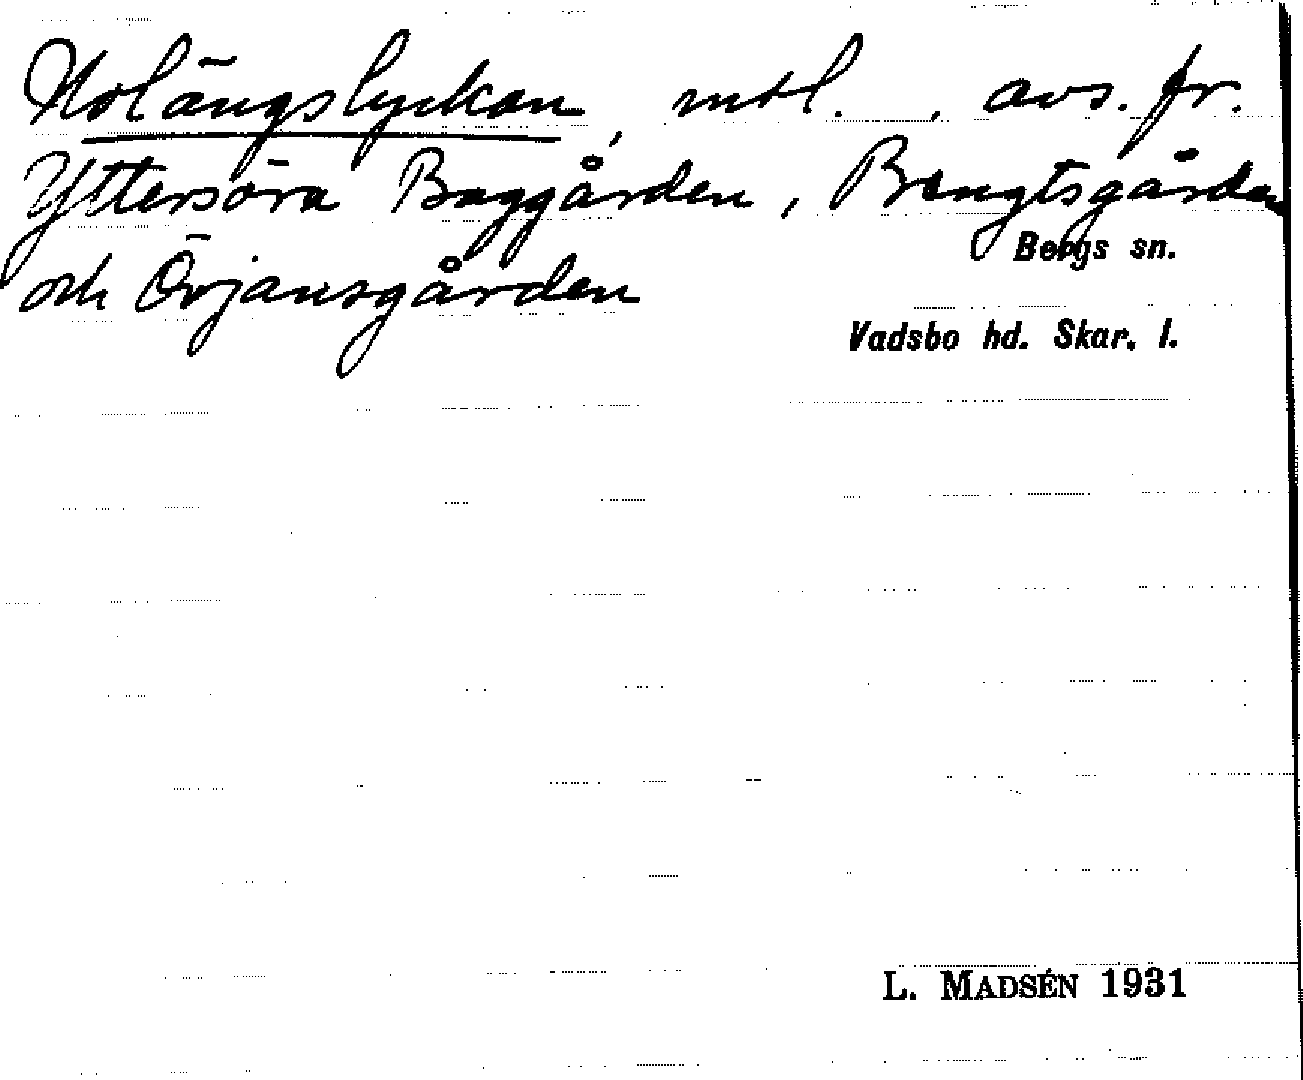 Holängslyckan, mtl. , avs. fr.
Yttersöra Baggården, Bengtsgården
och Örjansgården
Bergs sn.
Vadsbo hd. Skar. l.
L. MADSÉN 1931